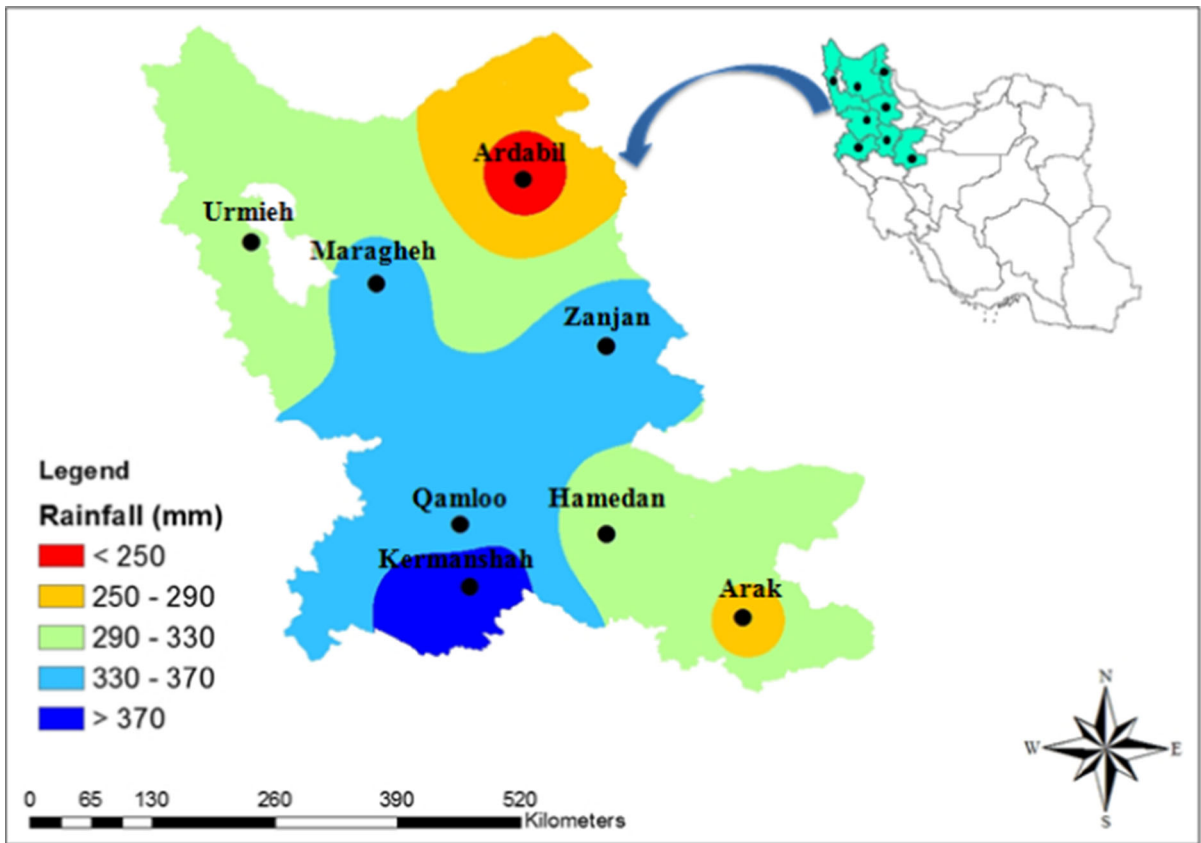 Ardabil
Urmieh
Maragheh
Zanjan
Qamloo
Hamedan
Kermanshah
Arak
Legend
Rainfall (mm)
< 250
250 - 290
290 - 330
330 - 370
> 370
0 65 130 260 390 520
Kilometers
N
W E
S